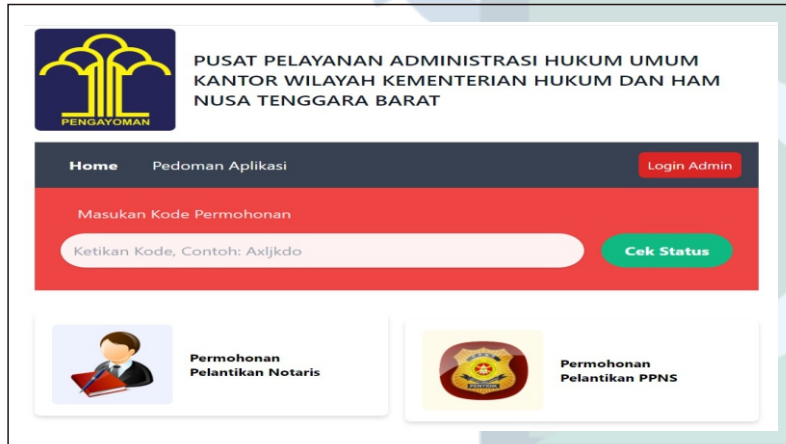 PUSAT PELAYANAN ADMINISTRASI HUKUM UMUM
KANTOR WILAYAH KEMENTERIAN HUKUM DAN HAM
NUSA TENGGARA BARAT
PENGAYOMAN
Home Pedoman Aplikasi Login Admin
Masukan Kode Permohonan
Ketikan Kode, Contoh: Axljkdo Cek Status
Permohonan
Pelantikan Notaris
Permohonan
Pelantikan PPNS